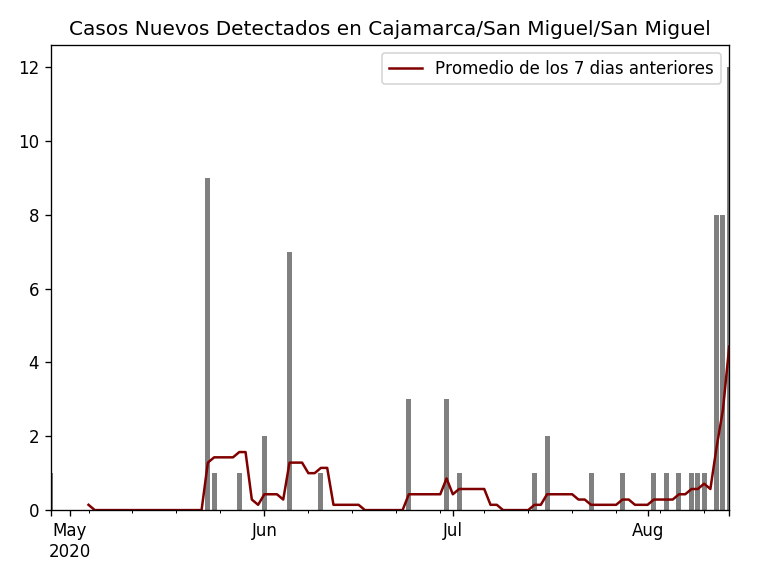 Casos Nuevos Detectados en Cajamarca/San Miguel/San Miguel
Promedio de los 7 dias anteriores
12
10
8
6
4
2
0
May
2020
Jun
Jul
Aug